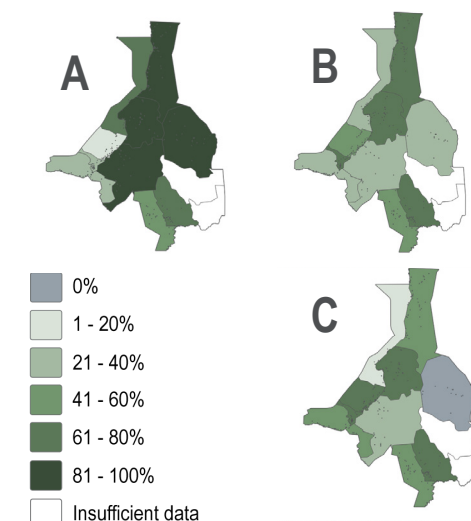 A
B
0%
1 - 20%
21 - 40%
41 - 60%
61 - 80%
81 - 100%
Insufficient data
C